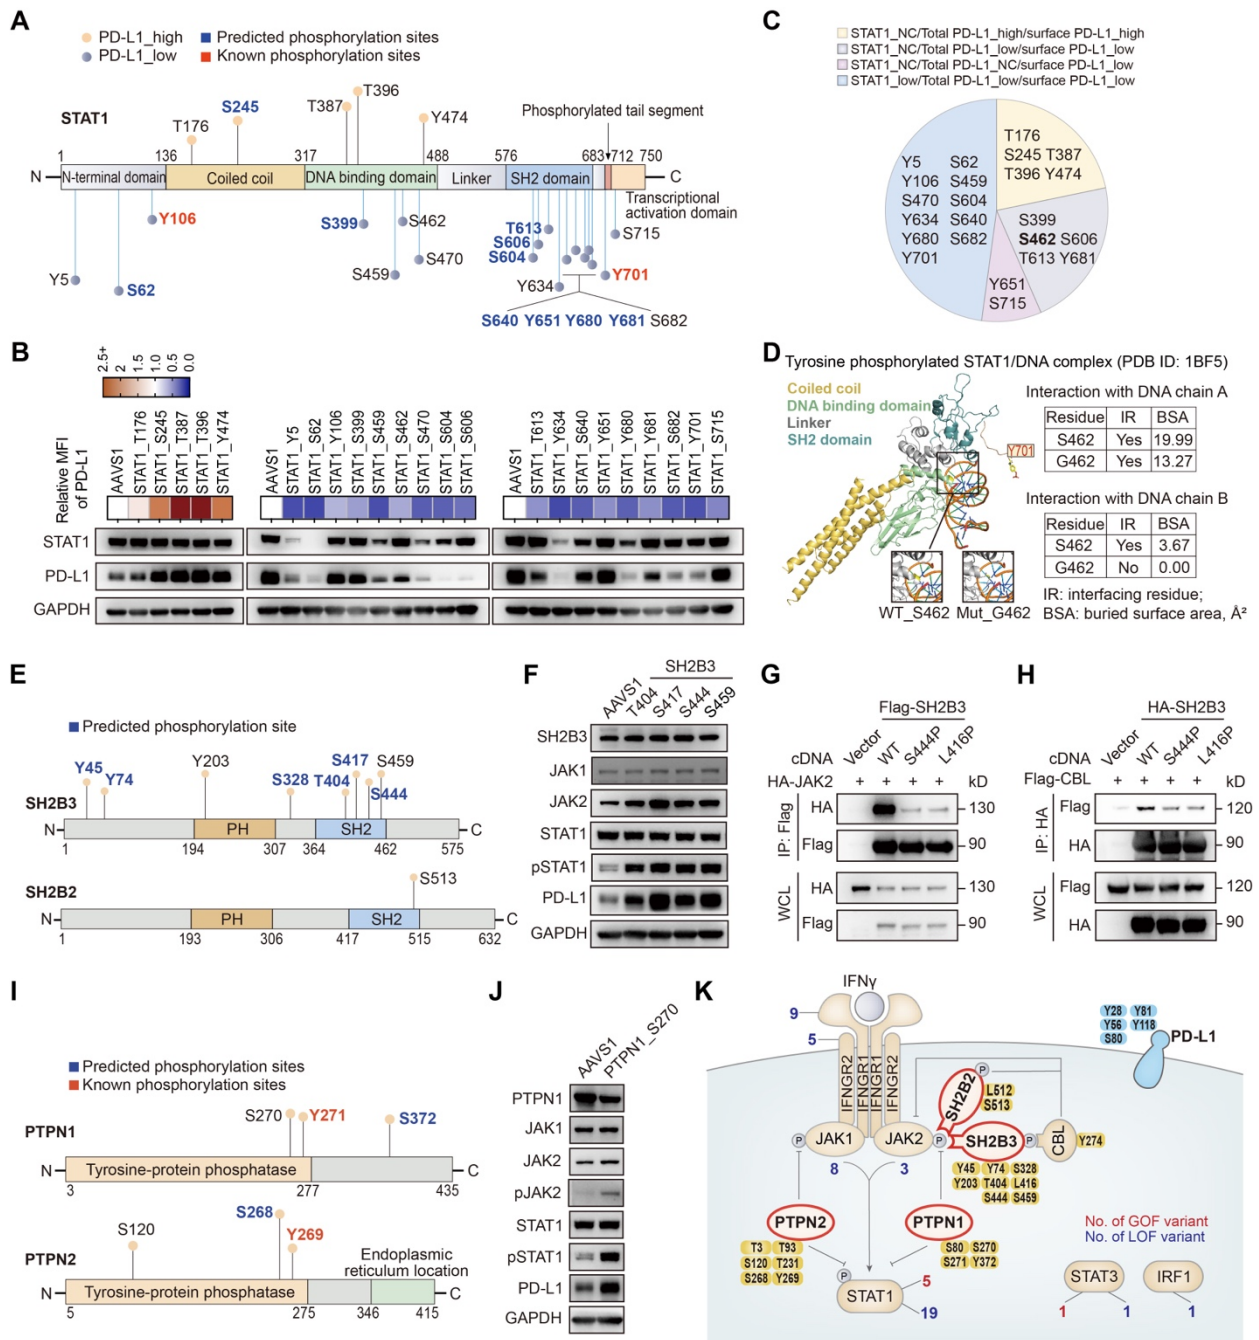 A
PD-L1_high
PD-L1_low
Predicted phosphorylation sites
Known phosphorylation sites
STAT1
T176
S245
T387
T396
Y474
Phosphorylated tail segment
1
136
317
488
576
683
712
750
N
N-terminal domain
Coiled coil
DNA binding domain
Linker
SH2 domain
C
Transcriptional
activation domain
Y5
S62
Y106
S399
S459
S462
S470
T613
S606
S604
Y634
S715
Y701
S640 Y651 Y680 Y681 S682
B
2.5+
2
1.5
1.0
0.5
0.0
Relative MFI
of PD-L1
AAVS1
STAT1_T176
STAT1_S245
STAT1_T387
STAT1_T396
STAT1_Y474
AAVS1
STAT1_Y5
STAT1_S62
STAT1_Y106
STAT1_S399
STAT1_S459
STAT1_S462
STAT1_S470
STAT1_S604
STAT1_S606
AAVS1
STAT1_T613
STAT1_Y634
STAT1_S640
STAT1_Y651
STAT1_Y680
STAT1_Y681
STAT1_S682
STAT1_Y701
STAT1_S715
STAT1
PD-L1
GAPDH
C
STAT1_NC/Total PD-L1_high/surface PD-L1_high
STAT1_NC/Total PD-L1_low/surface PD-L1_low
STAT1_NC/Total PD-L1_NC/surface PD-L1_low
STAT1_low/Total PD-L1_low/surface PD-L1_low
T176
S245 T387
T396 Y474
S399
S462 S606
T613 Y681
Y651
S715
Y5 S62
Y106 S459
S470 S604
Y634 S640
Y680 S682
Y701
D
Tyrosine phosphorylated STAT1/DNA complex (PDB ID: 1BF5)
Coiled coil
DNA binding domain
Linker
SH2 domain
Y701
WT_S462 Mut_G462
Interaction with DNA chain A
Residue IR BSA
S462 Yes 19.99
G462 Yes 13.27
Interaction with DNA chain B
Residue IR BSA
S462 Yes 3.67
G462 No 0.00
IR: interfacing residue;
BSA: buried surface area, Å²
E
Predicted phosphorylation site
SH2B3
Y45
Y74
Y203
S328
T404
S417
S444
S459
N
PH
SH2
C
1
194
307
364
462
575
SH2B2
S513
N
PH
SH2
C
1
193
306
417
515
632
F
SH2B3
AAVS1
T404
S417
S444
S459
SH2B3
JAK1
JAK2
STAT1
pSTAT1
PD-L1
GAPDH
G
Flag-SH2B3
cDNA
Vector
WT
S444P
L416P
HA-JAK2 + + + + kD
IP: Flag
HA 130
Flag 90
WCL
HA 130
Flag 90
H
HA-SH2B3
cDNA
Vector
WT
S444P
L416P
Flag-CBL + + + + kD
IP: HA
Flag 120
HA 90
WCL
Flag 120
HA 90
I
Predicted phosphorylation sites
Known phosphorylation sites
PTPN1
S270
Y271
S372
N
Tyrosine-protein phosphatase
C
3
277
435
PTPN2
S120
S268
Y269
Endoplasmic
reticulum location
N
Tyrosine-protein phosphatase
C
5
275
346
415
J
AAVS1
PTPN1_S270
PTPN1
JAK1
JAK2
pJAK2
STAT1
pSTAT1
PD-L1
GAPDH
K
IFNγ
9
5
IFNGR2
IFNGR1
IFNGR1
IFNGR2
P
JAK1
JAK2
P
8
3
SH2B2
P
L512
S513
SH2B3
P
CBL
Y274
Y45 Y74 S328
Y203 T404 L416
S444 S459
Y28 Y81
Y56 Y118
S80
PD-L1
PTPN2
T3 T93
S120 T231
S268 Y269
PTPN1
S80 S270
S271 Y372
P
STAT1
5
19
No. of GOF variant
No. of LOF variant
STAT3
1
1
IRF1
1